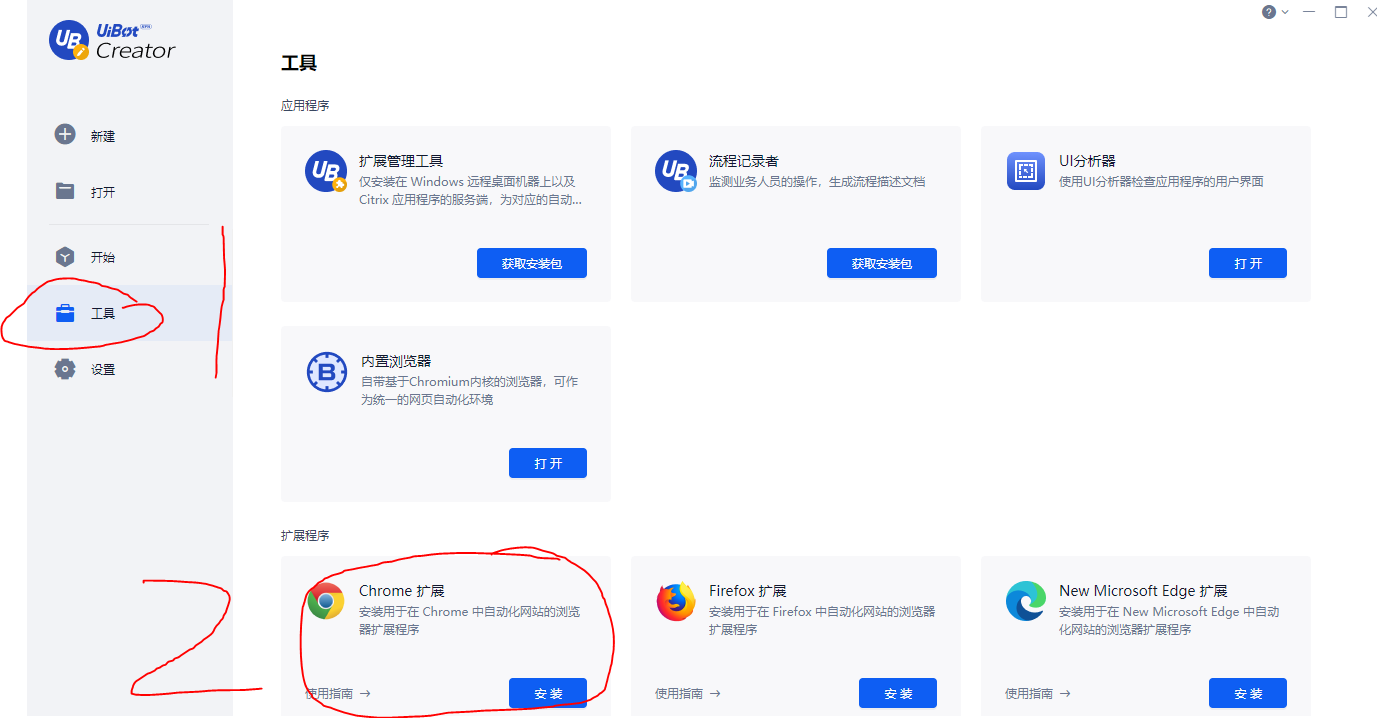 UB UiBot
Creator
新建
打开
开始
工具
设置
1
2
工具
应用程序
UB
扩展管理工具
仅安装在 Windows 远程桌面机器上以及
Citrix 应用程序的服务端，为对应的自动...
获取安装包
UB
流程记录者
监测业务人员的操作，生成流程描述文档
获取安装包
UI分析器
使用UI分析器检查应用程序的用户界面
打 开
B
内置浏览器
自带基于Chromium内核的浏览器，可作
为统一的网页自动化环境
打 开
扩展程序
Chrome 扩展
安装用于在 Chrome 中自动化网站的浏览
器扩展程序
使用指南 →
安 装
Firefox 扩展
安装用于在 Firefox 中自动化网站的浏览器
扩展程序
使用指南 →
安 装
New Microsoft Edge 扩展
安装用于在 New Microsoft Edge 中自动
化网站的浏览器扩展程序
使用指南 →
安 装